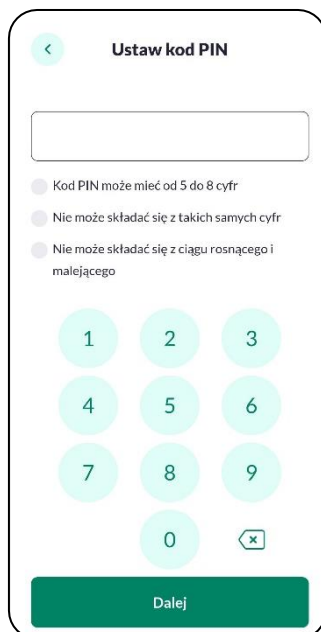 Ustaw kod PIN
Kod PIN może mieć od 5 do 8 cyfr
Nie może składać się z takich samych cyfr
Nie może składać się z ciągu rosnącego i
malejącego
1 2 3
4 5 6
7 8 9
0
Dalej